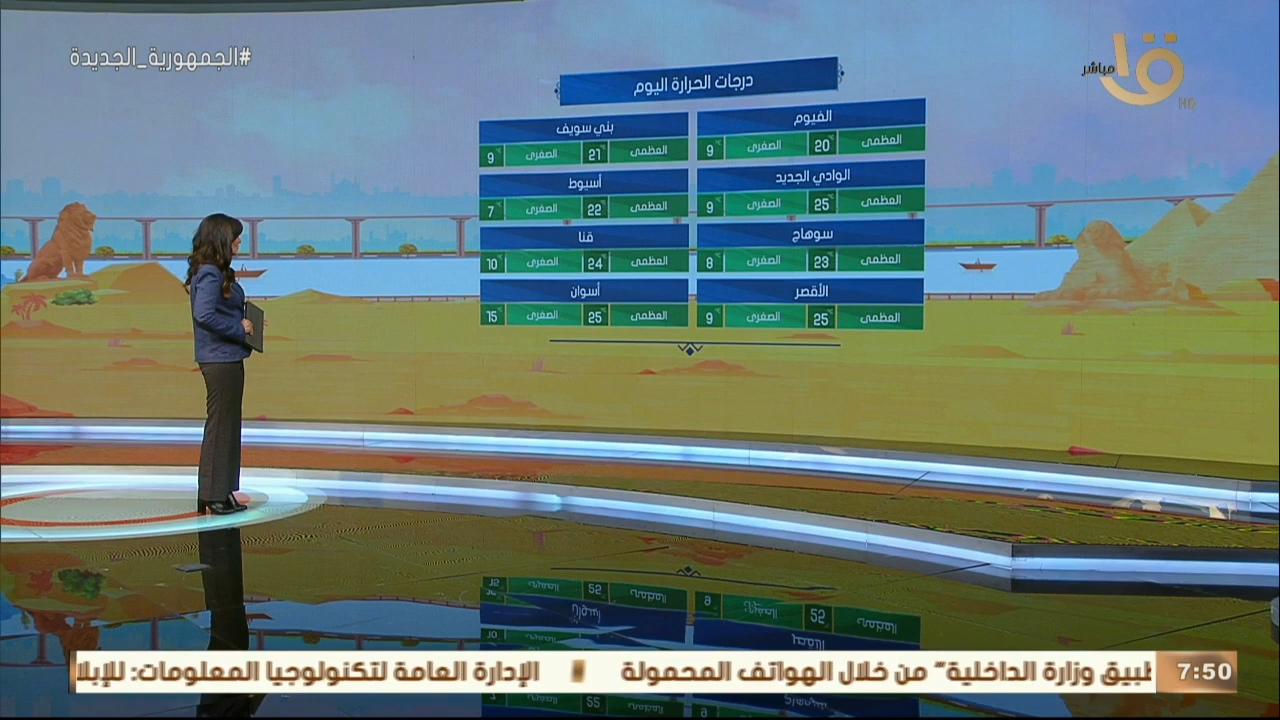 #الجمهورية_الجديدة
مباشر
HD
درجات الحرارة اليوم
الفيوم
العظمى 20 الصغرى 9
بني سويف
العظمى 21 الصغرى 9
الوادي الجديد
العظمى 25 الصغرى 9
أسيوط
العظمى 22 الصغرى 7
سوهاج
العظمى 23 الصغرى 8
قنا
العظمى 24 الصغرى 10
الأقصر
العظمى 25 الصغرى 9
أسوان
العظمى 25 الصغرى 15
7:50
طبيق وزارة الداخلية" من خلال الهواتف المحمولة الإدارة العامة لتكنولوجيا المعلومات: للإبلا